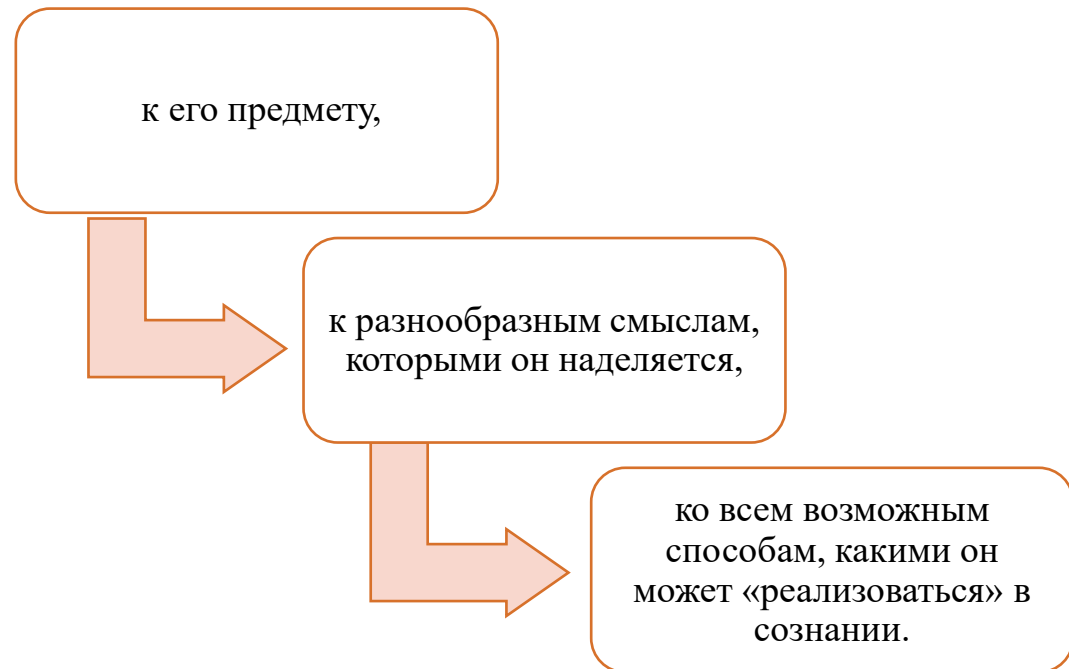 к его предмету,
к разнообразным смыслам,
которыми он наделяется,
ко всем возможным
способам, какими он
может «реализоваться» в
сознании.